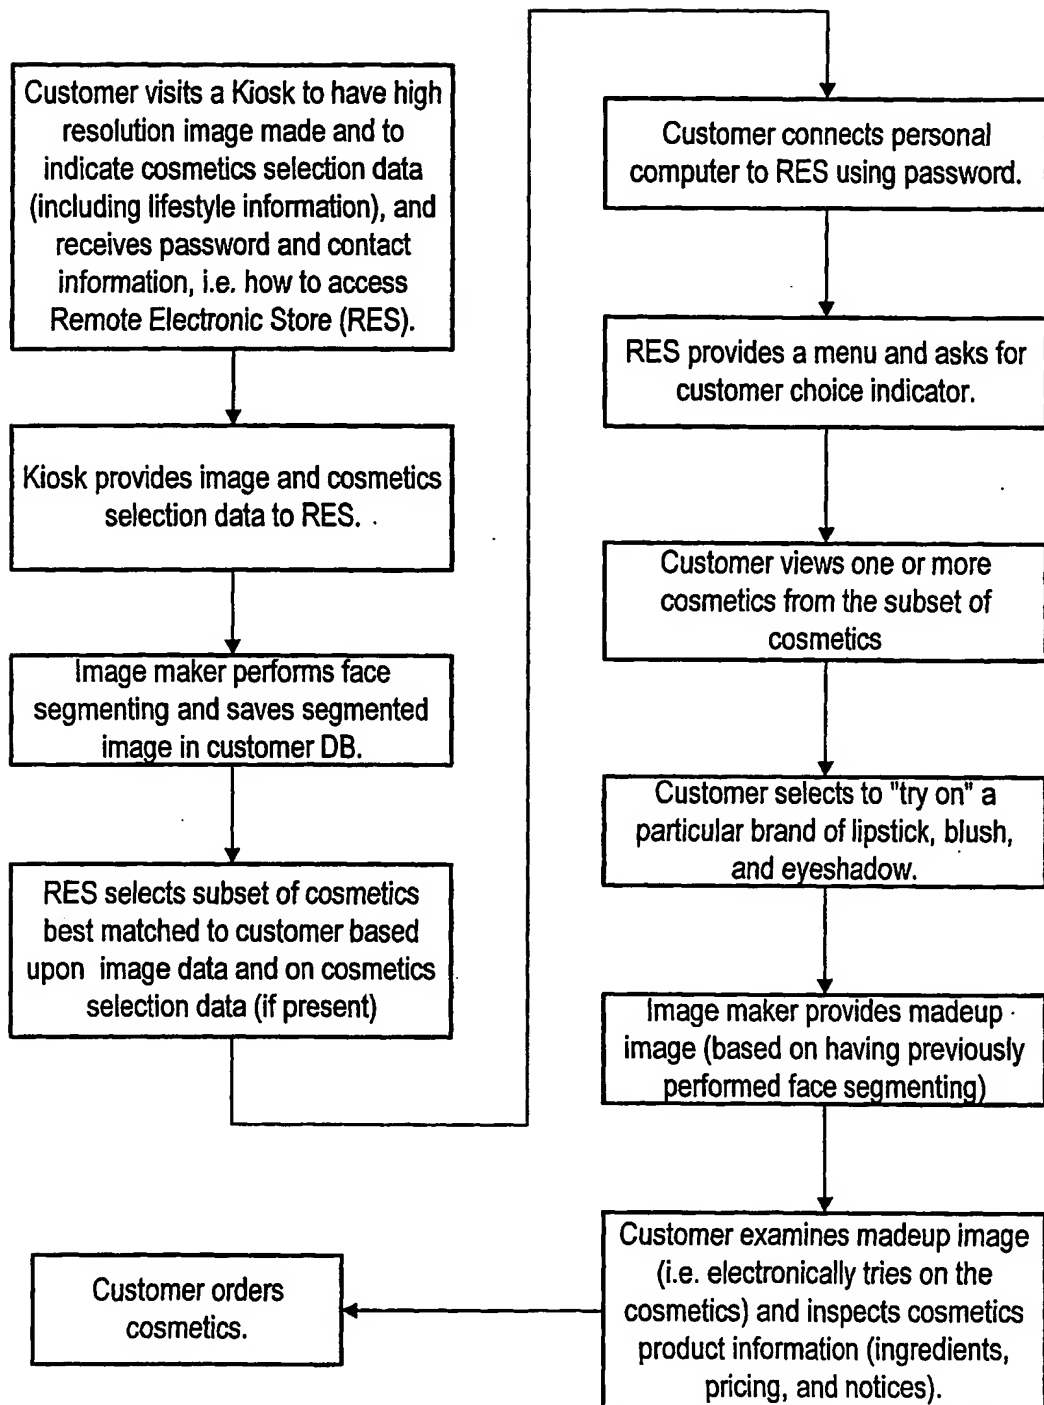 Customer visits a Kiosk to have high
resolution image made and to
indicate cosmetics selection data
(including lifestyle information), and
receives password and contact
information, i.e. how to access
Remote Electronic Store (RES).
Kiosk provides image and cosmetics
selection data to RES.
Image maker performs face
segmenting and saves segmented
image in customer DB.
RES selects subset of cosmetics
best matched to customer based
upon image data and on cosmetics
selection data (if present)
Customer connects personal
computer to RES using password.
RES provides a menu and asks for
customer choice indicator.
Customer views one or more
cosmetics from the subset of
cosmetics
Customer selects to "try on" a
particular brand of lipstick, blush,
and eyeshadow.
Image maker provides madeup
image (based on having previously
performed face segmenting)
Customer examines madeup image
(i.e. electronically tries on the
cosmetics) and inspects cosmetics
product information (ingredients,
pricing, and notices).
Customer orders
cosmetics.